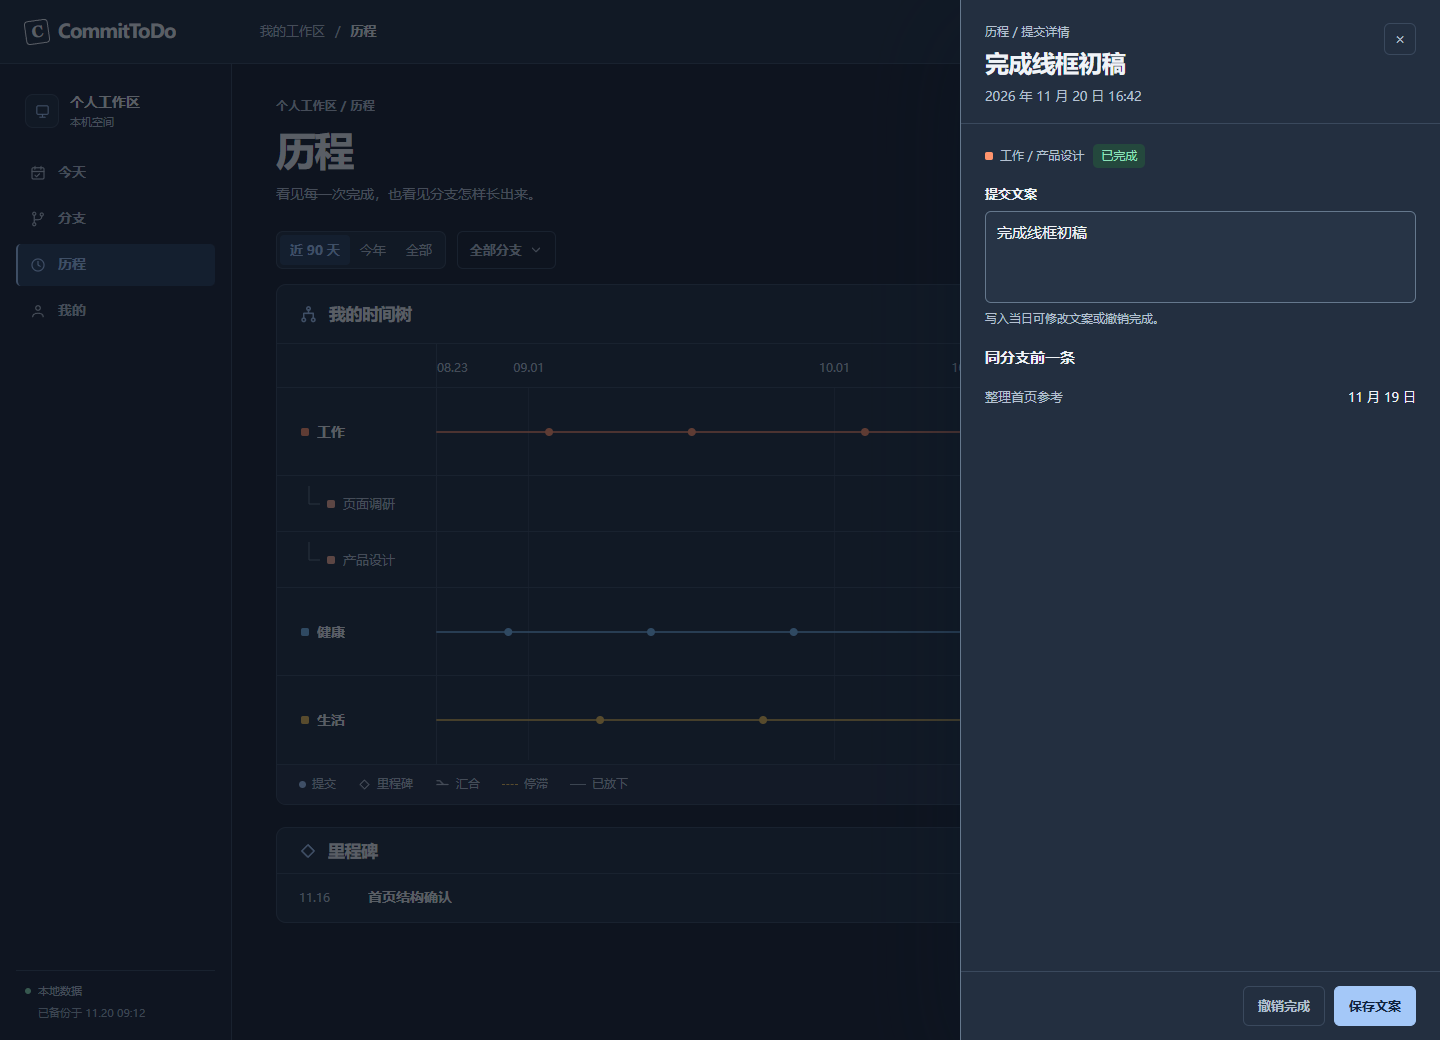 C CommitToDo
我的工作区 / 历程
个人工作区
本机空间
今天
分支
历程
我的
本地数据
已备份于 11.20 09:12
个人工作区 / 历程
历程
看见每一次完成，也看见分支怎样长出来。
近 90 天 今年 全部 全部分支
我的时间树
08.23 09.01 10.01 1
工作
页面调研
产品设计
健康
生活
提交 里程碑 汇合 停滞 已放下
里程碑
11.16 首页结构确认
历程 / 提交详情
完成线框初稿
2026 年 11 月 20 日 16:42
工作 / 产品设计 已完成
提交文案
完成线框初稿
写入当日可修改文案或撤销完成。
同分支前一条
整理首页参考 11 月 19 日
撤销完成 保存文案